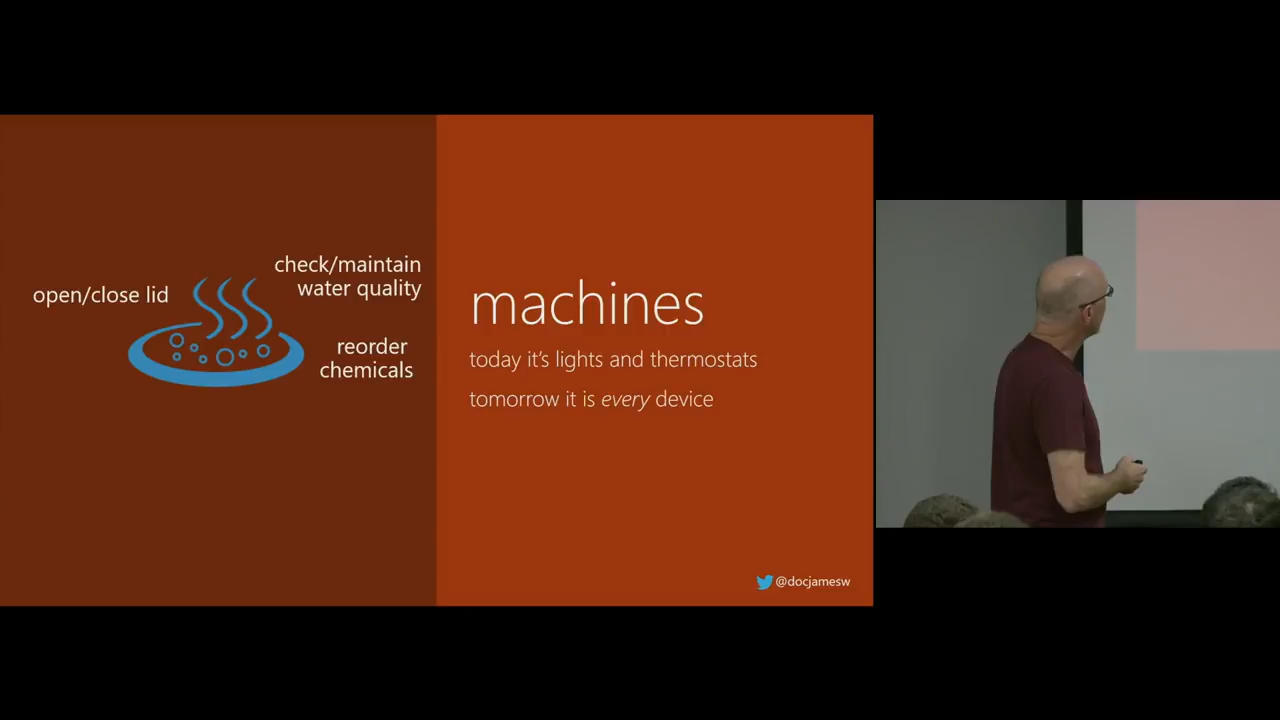 open/close lid
check/maintain
water quality
reorder
chemicals
machines
today it's lights and thermostats
tomorrow it is every device
@docjamesw